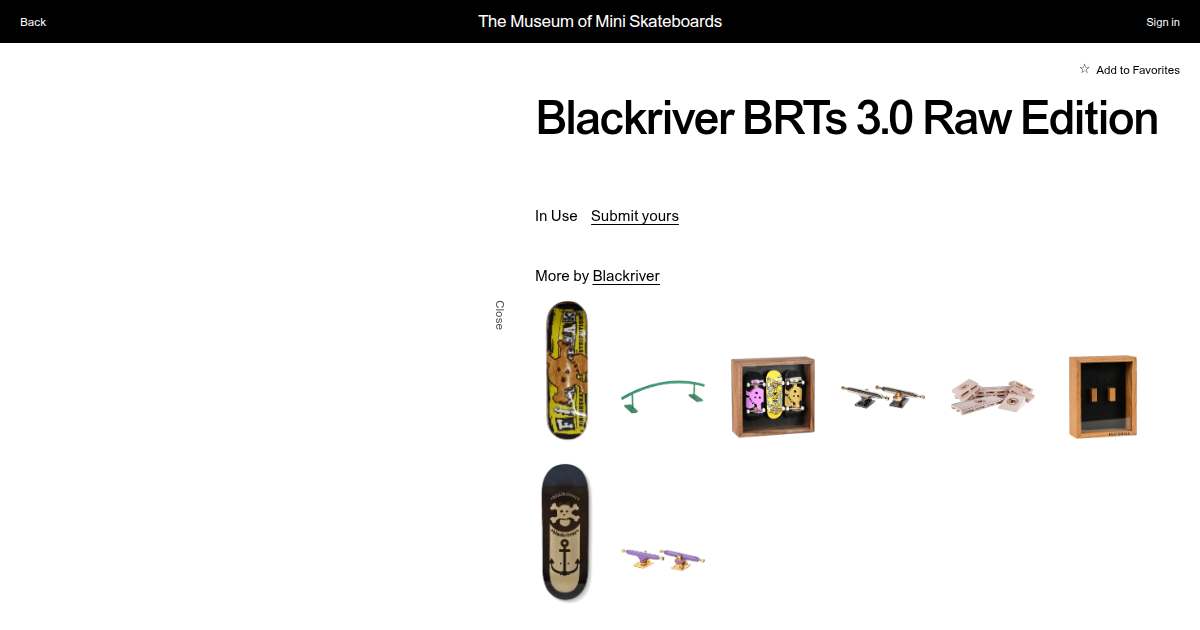 Back
The Museum of Mini Skateboards
Sign in
☆ Add to Favorites
Blackriver BRTs 3.0 Raw Edition
In Use Submit yours
More by Blackriver
Close